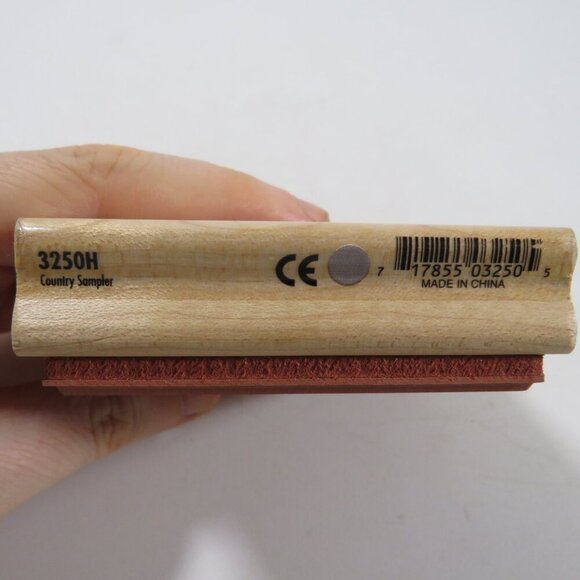 3250H
Country Sampler
CE
7 17855 03250 5
MADE IN CHINA